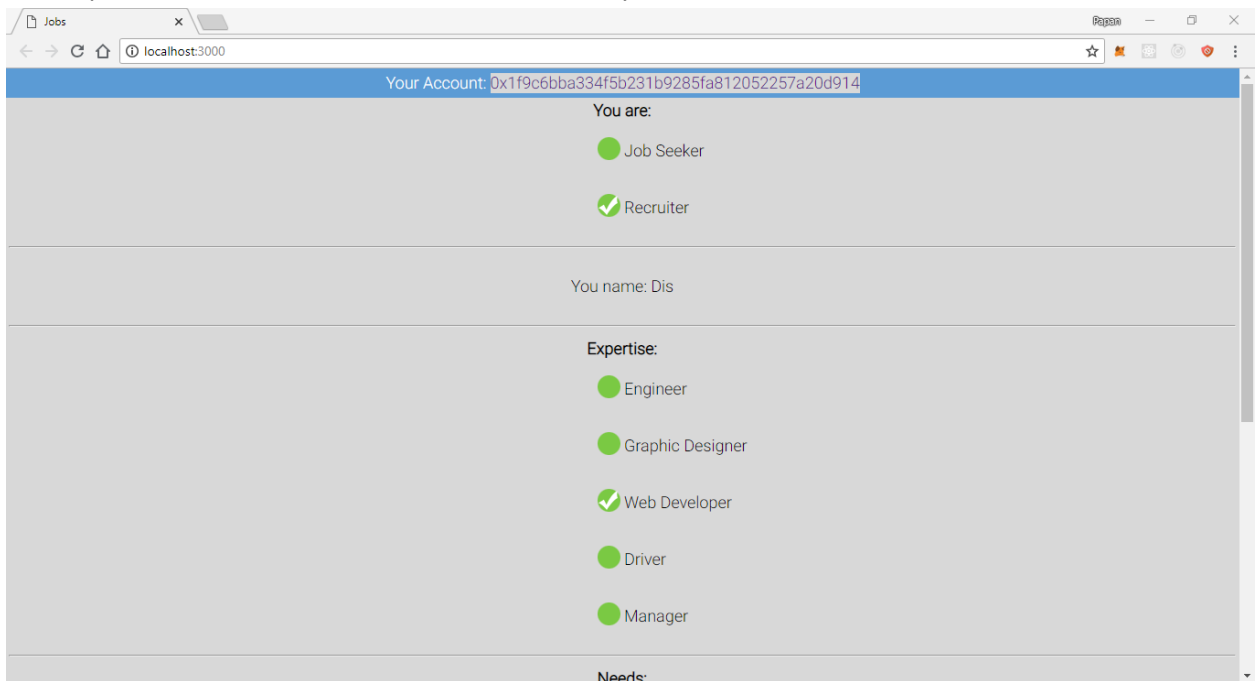 Jobs
Papan
localhost:3000
Your Account: 0x1f9c6bba334f5b231b9285fa812052257a20d914
You are:
Job Seeker
Recruiter
You name: Dis
Expertise:
Engineer
Graphic Designer
Web Developer
Driver
Manager
Needs: